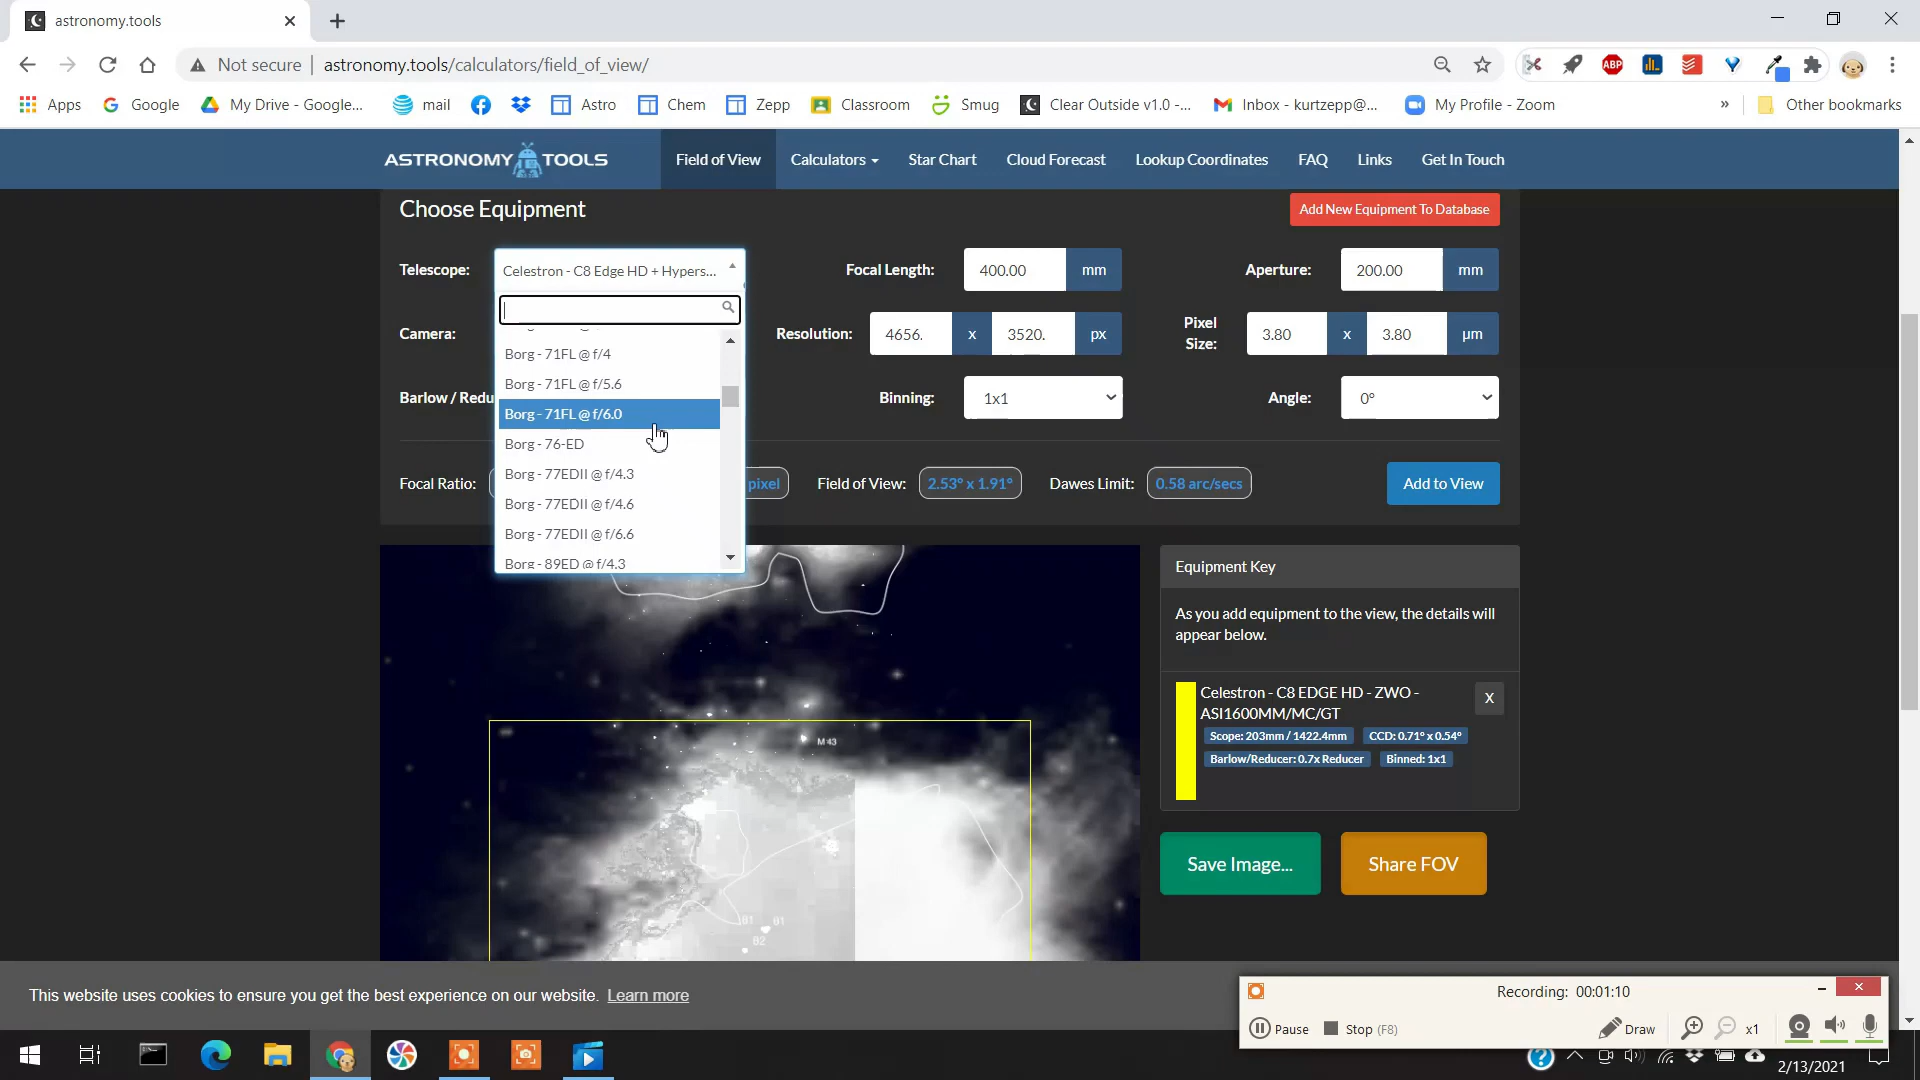 astronomy.tools
Not secure | astronomy.tools/calculators/field_of_view/
ABP
Apps Google My Drive - Google... mail Astro Chem Zepp Classroom Smug Clear Outside v1.0 -... Inbox - kurtzepp@... My Profile - Zoom » Other bookmarks
ASTRONOMY TOOLS Field of View Calculators Star Chart Cloud Forecast Lookup Coordinates FAQ Links Get In Touch
Choose Equipment Add New Equipment To Database
Telescope: Celestron - C8 Edge HD + Hypers... Focal Length: 400.00 mm Aperture: 200.00 mm
Camera: Resolution: 4656. x 3520. px Pixel Size: 3.80 x 3.80 µm
Borg - 71FL @ f/4
Borg - 71FL @ f/5.6
Barlow / Redu Binning: 1x1 Angle: 0°
Borg - 71FL @ f/6.0
Borg - 76-ED
Borg - 77EDII @ f/4.3
Focal Ratio: pixel Field of View: 2.53° x 1.91° Dawes Limit: 0.58 arc/secs Add to View
Borg - 77EDII @ f/4.6
Borg - 77EDII @ f/6.6
Borg - 89ED @ f/4.3
Equipment Key
As you add equipment to the view, the details will
appear below.
Celestron - C8 EDGE HD - ZWO - X
ASI1600MM/MC/GT
Scope: 203mm / 1422.4mm CCD: 0.71° x 0.54°
Barlow/Reducer: 0.7x Reducer Binned: 1x1
M 43
Save Image... Share FOV
θ1 θ1
θ2
This website uses cookies to ensure you get the best experience on our website. Learn more
Recording: 00:01:10
Pause Stop (F8) Draw x1
2/13/2021